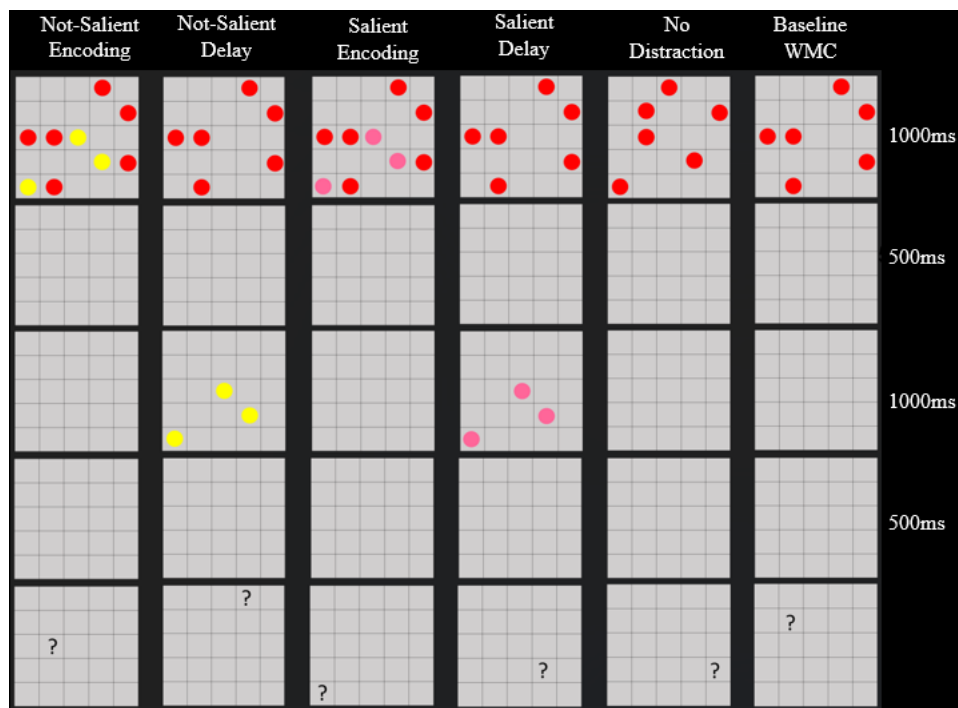 Not-Salient
Encoding
Not-Salient
Delay
Salient
Encoding
Salient
Delay
No
Distraction
Baseline
WMC
1000ms
500ms
1000ms
500ms
?
?
?
?
?
?